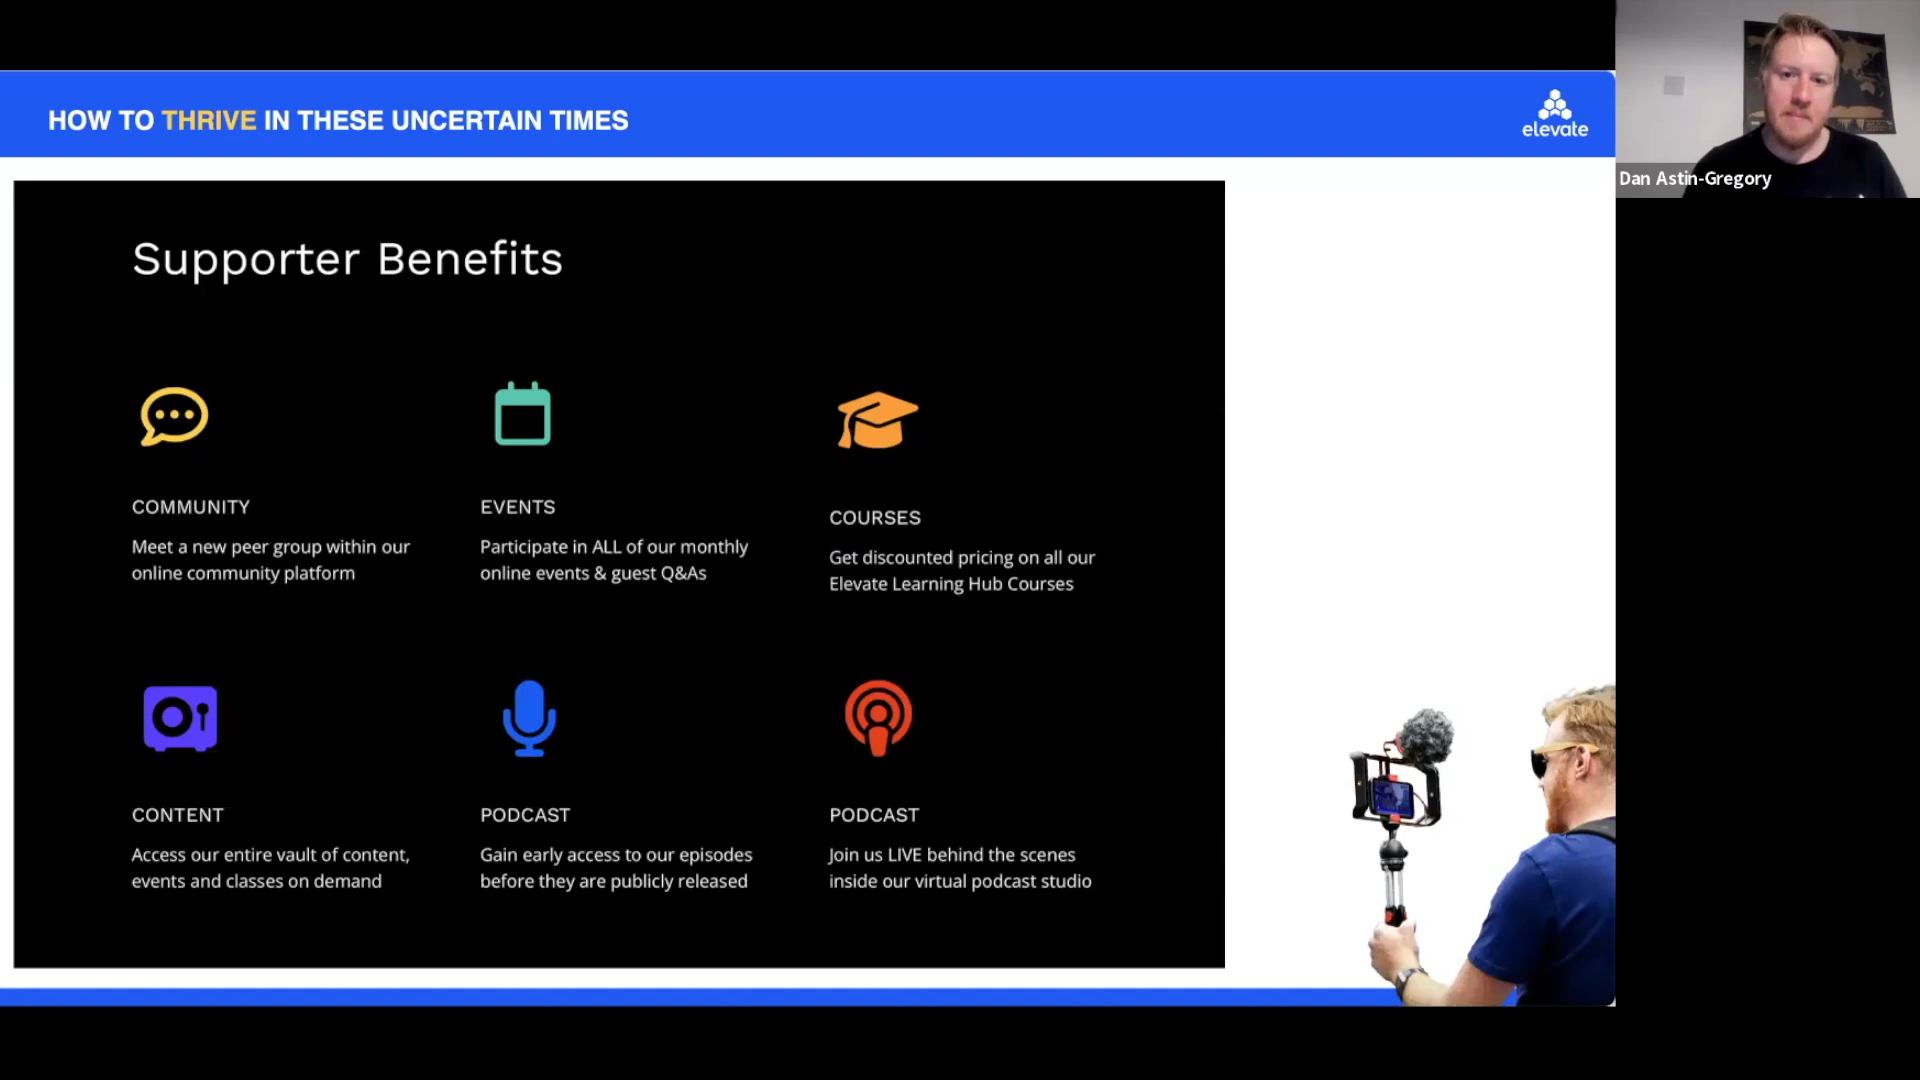 HOW TO THRIVE IN THESE UNCERTAIN TIMES
elevate
Dan Astin-Gregory
Supporter Benefits
COMMUNITY
Meet a new peer group within our
online community platform
EVENTS
Participate in ALL of our monthly
online events & guest Q&As
COURSES
Get discounted pricing on all our
Elevate Learning Hub Courses
CONTENT
Access our entire vault of content,
events and classes on demand
PODCAST
Gain early access to our episodes
before they are publicly released
PODCAST
Join us LIVE behind the scenes
inside our virtual podcast studio